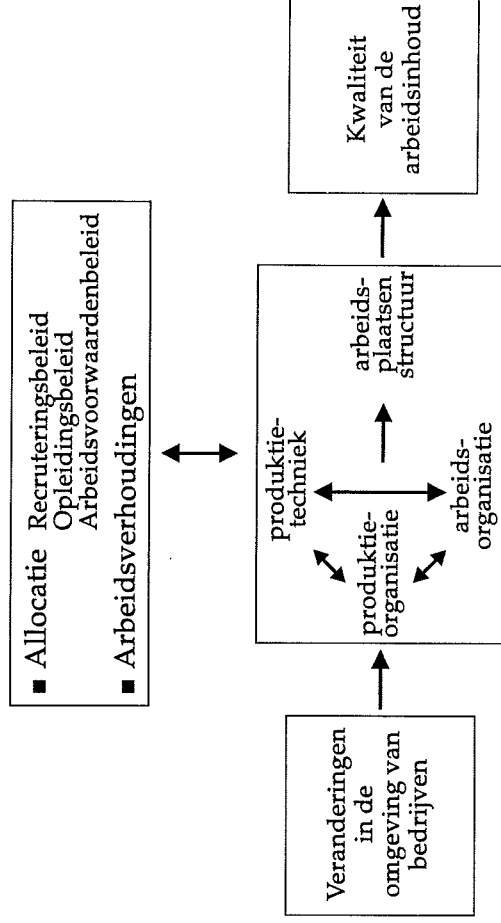 ■ Allocatie Recruteringsbeleid
Opleidingsbeleid
Arbeidsvoorwaardenbeleid
■ Arbeidsverhoudingen
Veranderingen
in de
omgeving van
bedrijven
produktie-
techniek
produktie-
organisatie
arbeids-
organisatie
arbeids-
plaatsen
structuur
Kwaliteit
van de
arbeidsinhoud